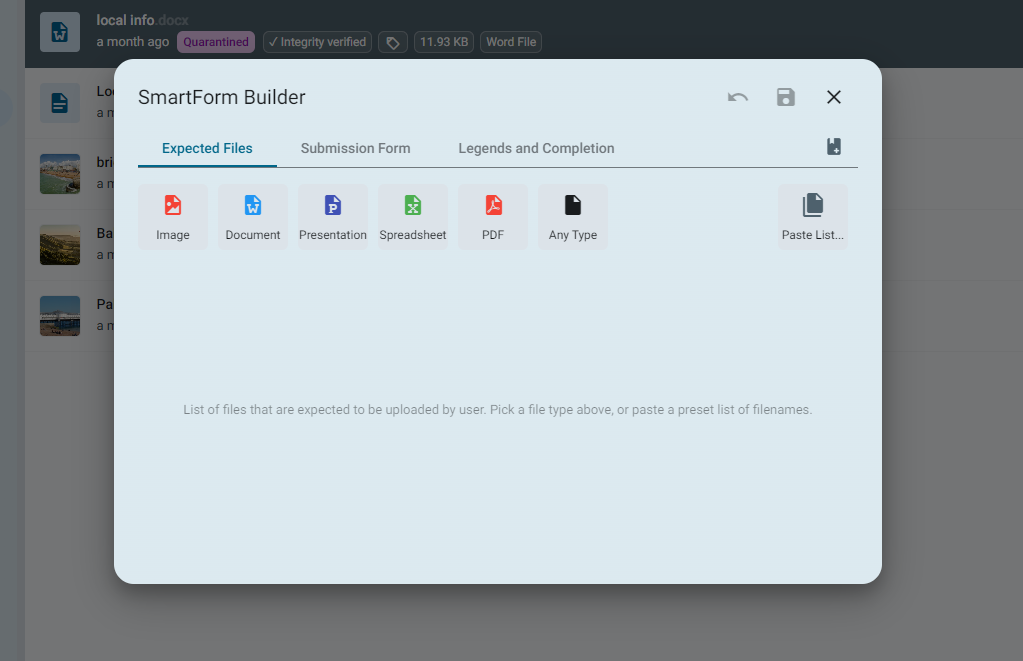 local info.docx
a month ago Quarantined ✓ Integrity verified 11.93 KB Word File
SmartForm Builder
Expected Files Submission Form Legends and Completion
Image Document Presentation Spreadsheet PDF Any Type Paste List...
List of files that are expected to be uploaded by user. Pick a file type above, or paste a preset list of filenames.
Lo
a m
bri
a m
Ba
a m
Pa
a m